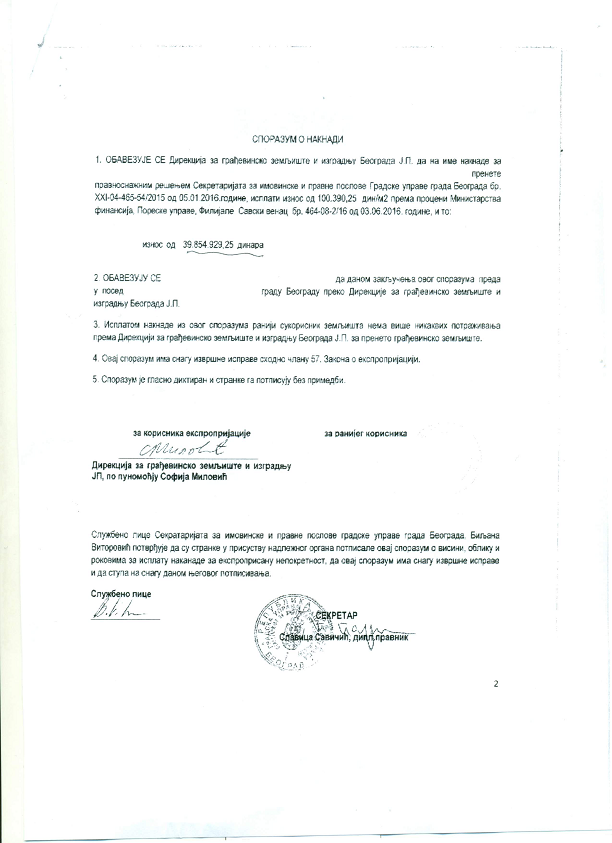 СПОРАЗУМ О НАКНАДИ
1. ОБАВЕЗУЈЕ СЕ Дирекција за грађевинско земљиште и изградњу Београда Ј.П. да на име накнаде за
пренете
правноснажним решењем Секретаријата за имовинске и правне послове Градске управе града Београда бр.
XXI-04-465-54/2015 од 05.01.2016.године, исплати износ од 100.390,25 дин/м2 према процени Министарства
финансија, Пореске управе, Филијале Савски венац бр. 464-08-2/16 од 03.06.2016. године, и то:
износ од 39.854.929,25 динара
2 ОБАВЕЗУЈУ СЕ да даном закључења овог споразума преда
у посед граду Београду преко Дирекције за грађевинско земљиште и
изградњу Београда Ј.П.
3. Исплатом накнаде из овог споразума ранији сукорисник земљишта нема више никаквих потраживања
према Дирекцији за грађевинско земљиште и изградњу Београда Ј.П. за пренето грађевинско земљиште.
4. Овај споразум има снагу извршне исправе сходно члану 57. Закона о експропријацији.
5. Споразум је гласно диктиран и странке га потписују без примедби.
за корисника експропријације за ранијег корисника
Дирекција за грађевинско земљиште и изградњу
ЈП, по пуномоћју Софија Миловић
Службено лице Секратаријата за имовинске и правне послове градске управе града Београда, Биљана
Виторовић потврђује да су странке у присуству надлежног органа потписале овај споразум о висини, облику и
роковима за исплату наканаде за експроприсану непокретност, да свај споразум има снагу извршне исправе
и да ступа на снагу даном његовог потписивања.
Службено лице
СЕКРЕТАР
Славица Савичић, дипл.правник
РЕПУБЛИКА
БЕОГРАД
2